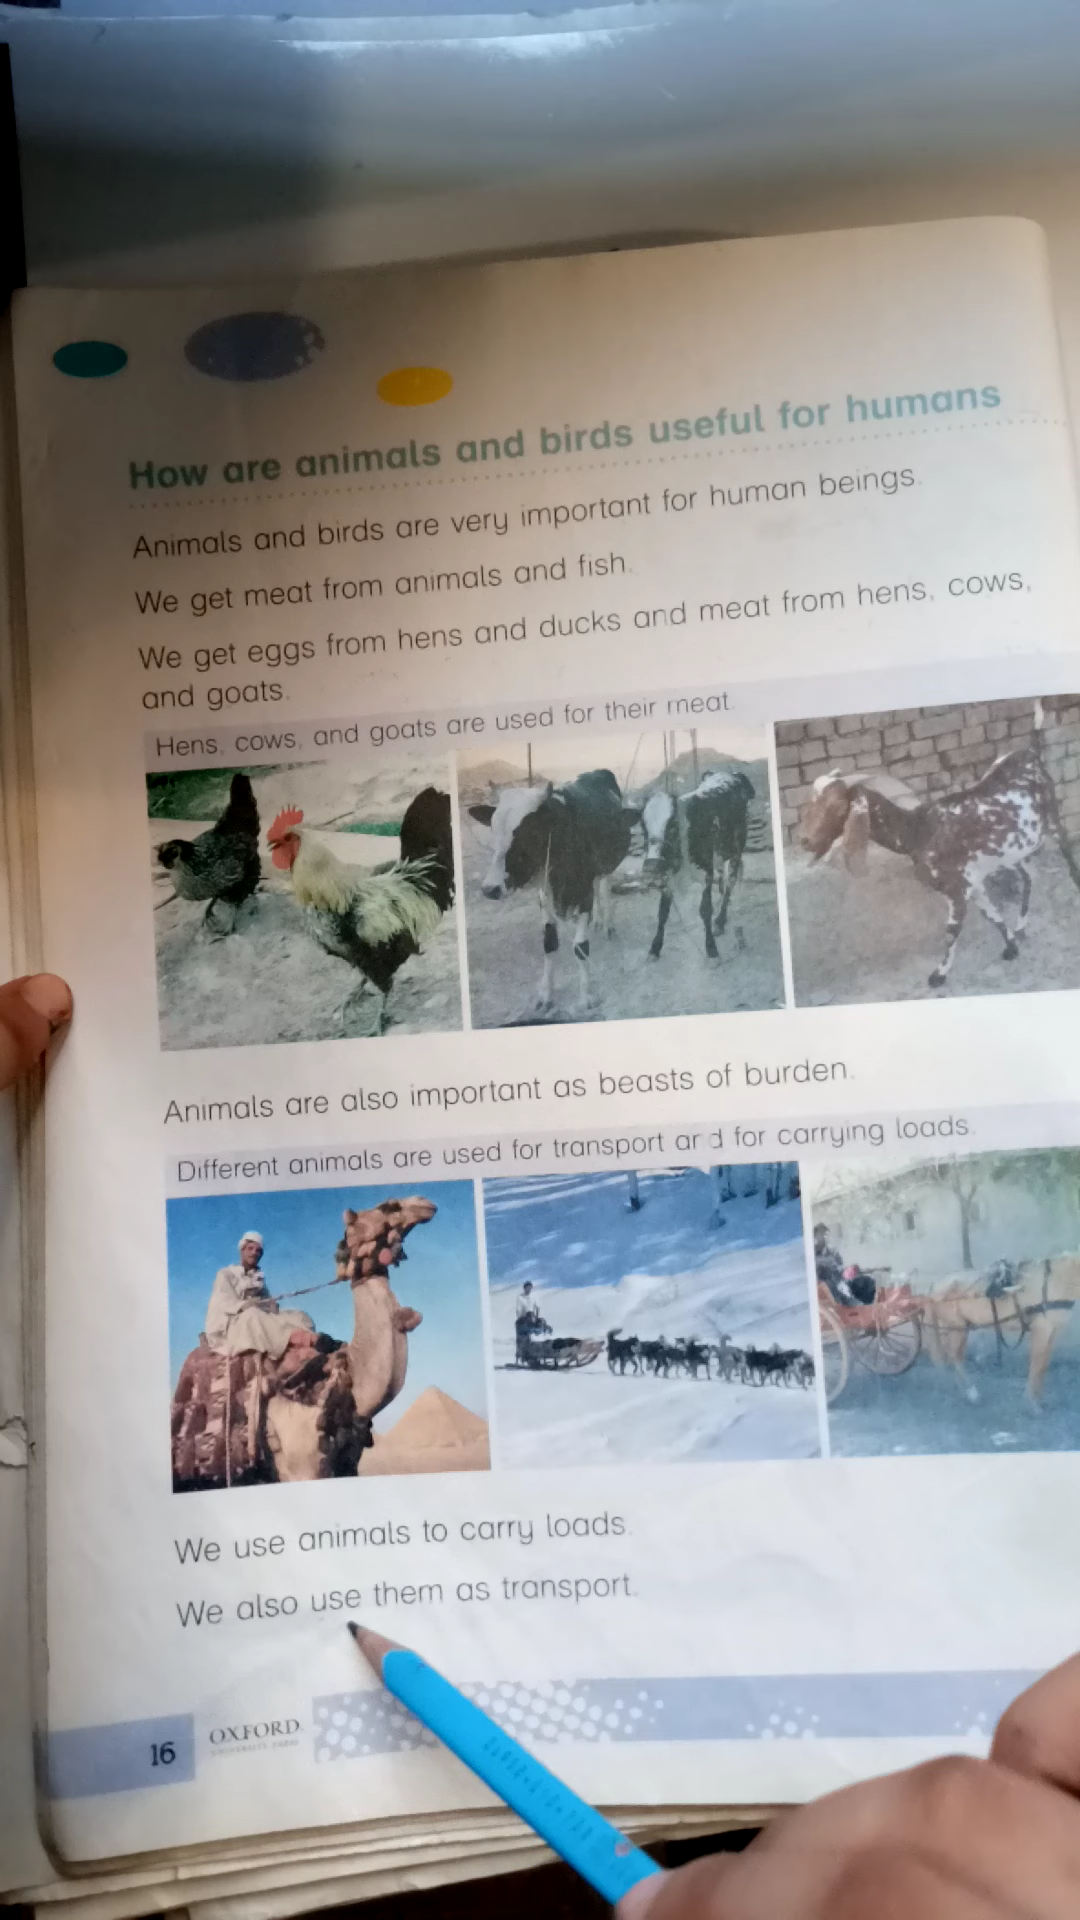 How are animals and birds useful for humans
Animals and birds are very important for human beings.
We get meat from animals and fish.
We get eggs from hens and ducks and meat from hens, cows,
and goats.
Hens, cows, and goats are used for their meat.
Animals are also important as beasts of burden.
Different animals are used for transport and for carrying loads.
We use animals to carry loads.
We also use them as transport.
16
OXFORD
UNIVERSITY PRESS